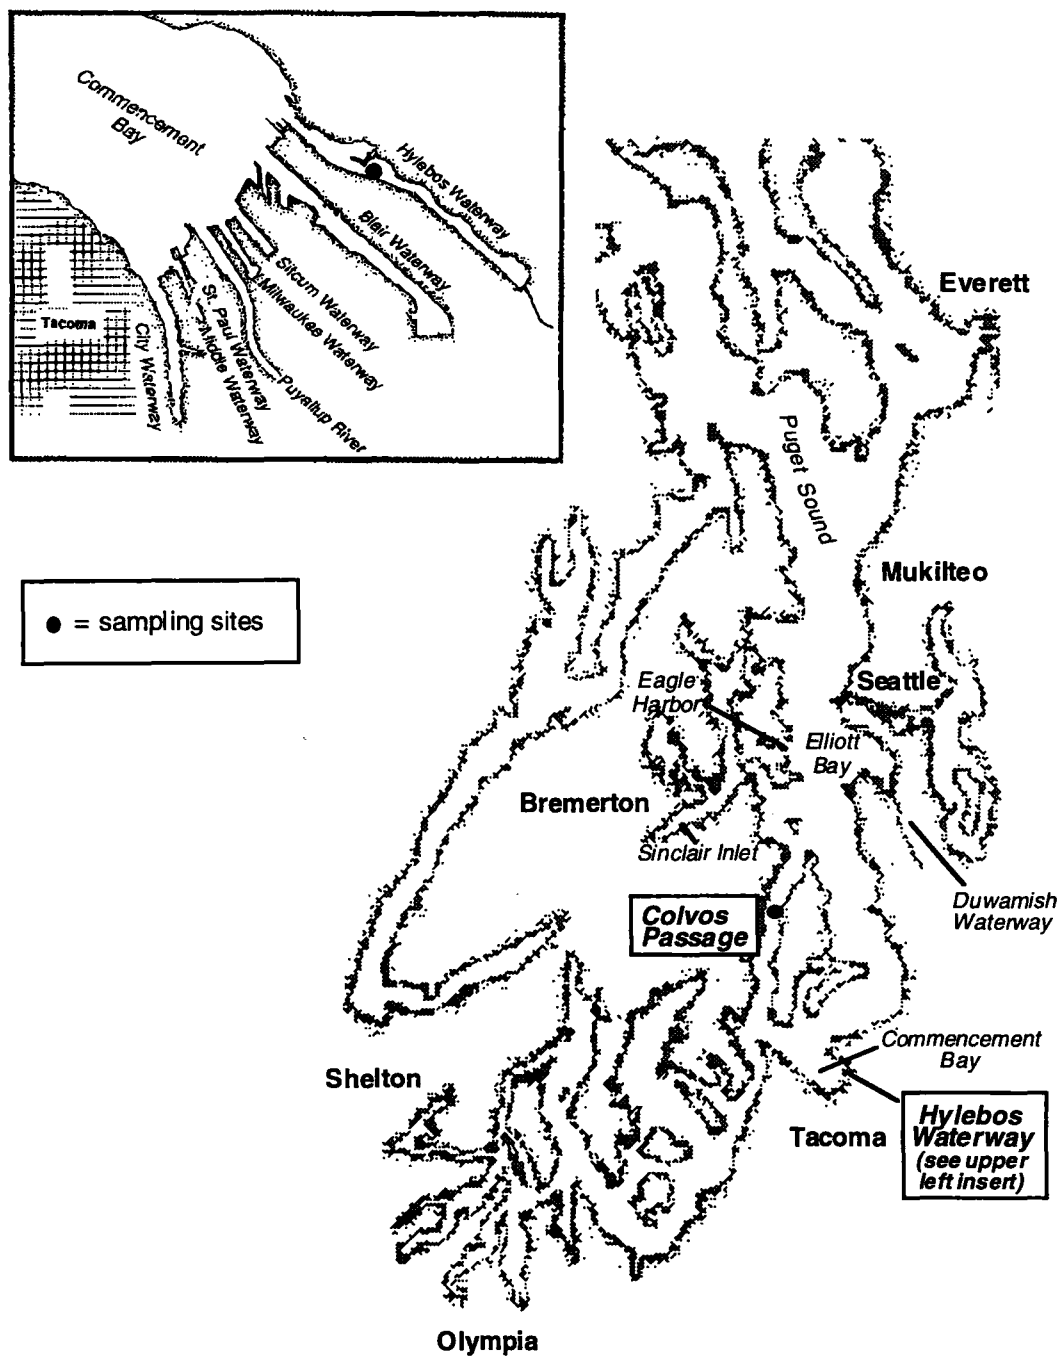 Commencement
Bay
Hylebos Waterway
Blair Waterway
Sitcum Waterway
Milwaukee Waterway
St. Paul Waterway
Middle Waterway
Puyallup River
City Waterway
Tacoma
Everett
Puget Sound
Mukilteo
● = sampling sites
Seattle
Eagle
Harbor
Elliott
Bay
Bremerton
Sinclair Inlet
Duwamish
Waterway
Colvos
Passage
Commencement
Bay
Shelton
Tacoma
Hylebos
Waterway
(see upper
left insert)
Olympia